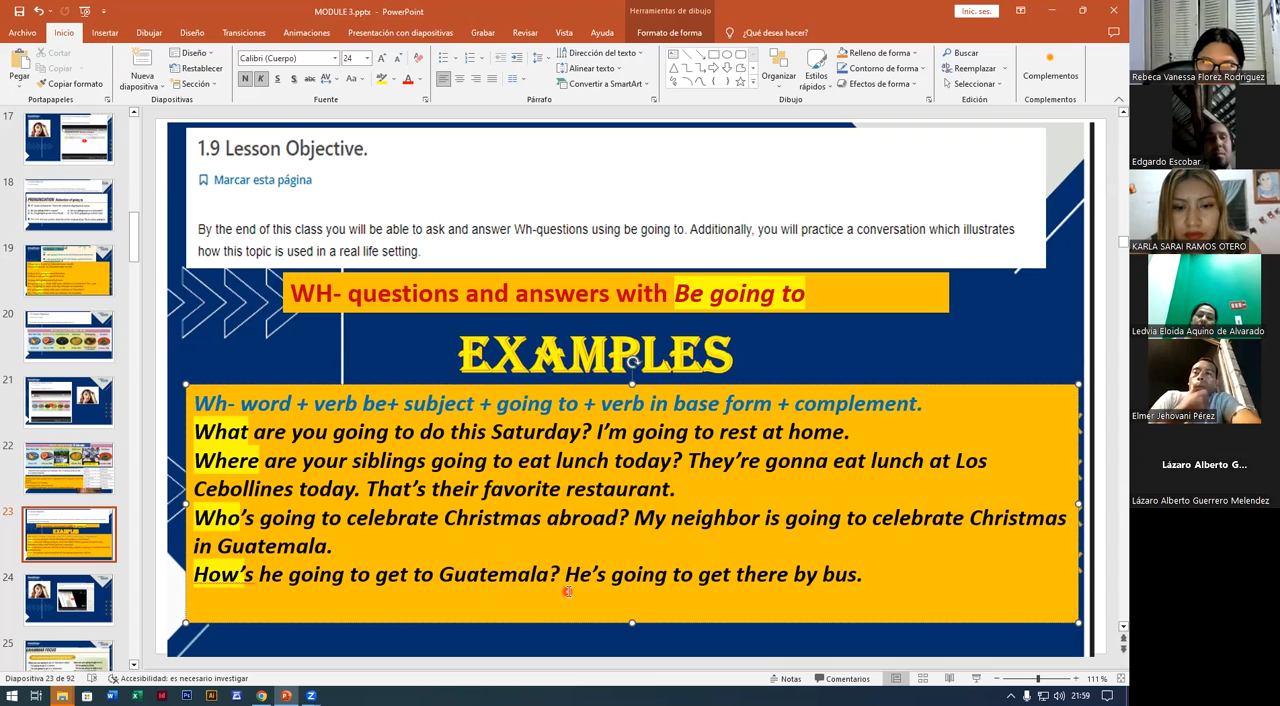 MODULE 3.pptx - PowerPoint
Herramientas de dibujo
Inic. ses.
Archivo Inicio Insertar Dibujar Diseño Transiciones Animaciones Presentación con diapositivas Grabar Revisar Vista Ayuda Formato de forma ¿Qué desea hacer?
Pegar
Cortar
Copiar
Copiar formato
Portapapeles
Nueva diapositiva
Diseño
Restablecer
Sección
Diapositivas
Calibri (Cuerpo) 24
N K S S abc AV Aa A
Fuente
Párrafo
Dirección del texto
Alinear texto
Convertir a SmartArt
Organizar
Estilos rápidos
Relleno de forma
Contorno de forma
Efectos de forma
Dibujo
Buscar
Reemplazar
Seleccionar
Edición
Complementos
Complementos
17
18
19
20
21
22
23
24
25
1.9 Lesson Objective.
Marcar esta página
By the end of this class you will be able to ask and answer Wh-questions using be going to. Additionally, you will practice a conversation which illustrates
how this topic is used in a real life setting.
WH- questions and answers with Be going to
EXAMPLES
Wh- word + verb be+ subject + going to + verb in base form + complement.
What are you going to do this Saturday? I'm going to rest at home.
Where are your siblings going to eat lunch today? They're gonna eat lunch at Los
Cebollines today. That's their favorite restaurant.
Who's going to celebrate Christmas abroad? My neighbor is going to celebrate Christmas
in Guatemala.
How's he going to get to Guatemala? He's going to get there by bus.
Rebeca Vanessa Florez Rodriguez
Edgardo Escobar
KARLA SARAI RAMOS OTERO
Ledvia Eloida Aquino de Alvarado
Elmer Jehovani Pérez
Lázaro Alberto G...
Lázaro Alberto Guerrero Melendez
Diapositiva 23 de 92
Accesibilidad: es necesario investigar
Notas
Comentarios
111 %
21:59